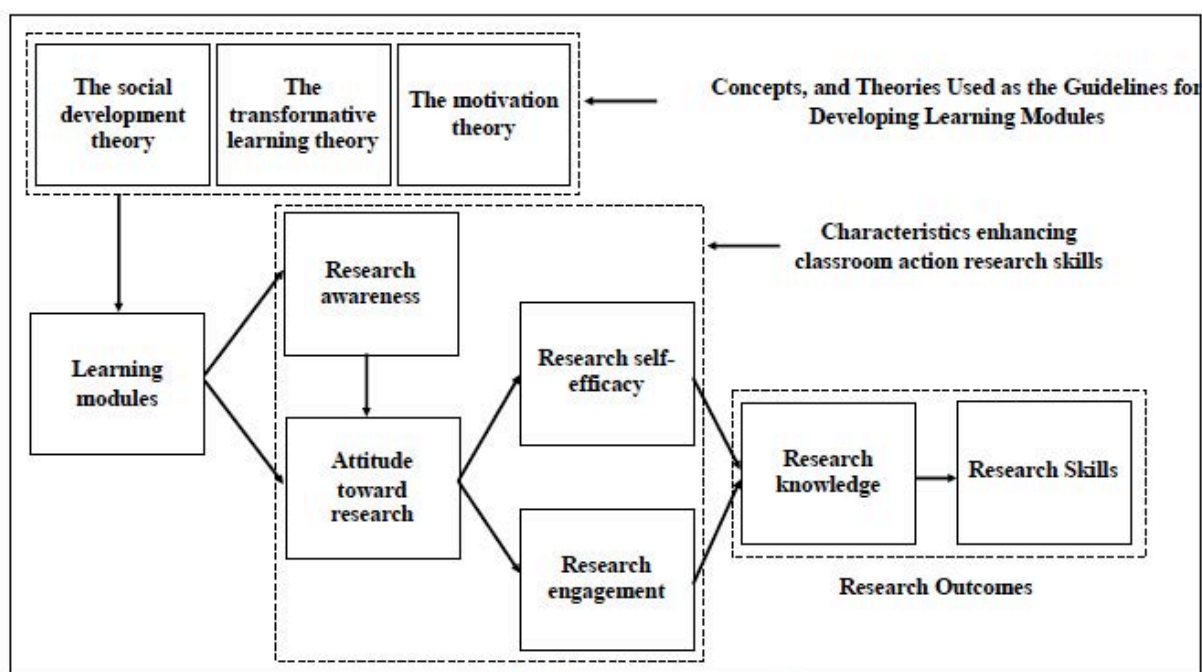 The social
development
theory
The
transformative
learning theory
The motivation
theory
Concepts, and Theories Used as the Guidelines for
Developing Learning Modules
Characteristics enhancing
classroom action research skills
Research
awareness
Learning
modules
Research self-
efficacy
Attitude
toward
research
Research
knowledge
Research Skills
Research
engagement
Research Outcomes